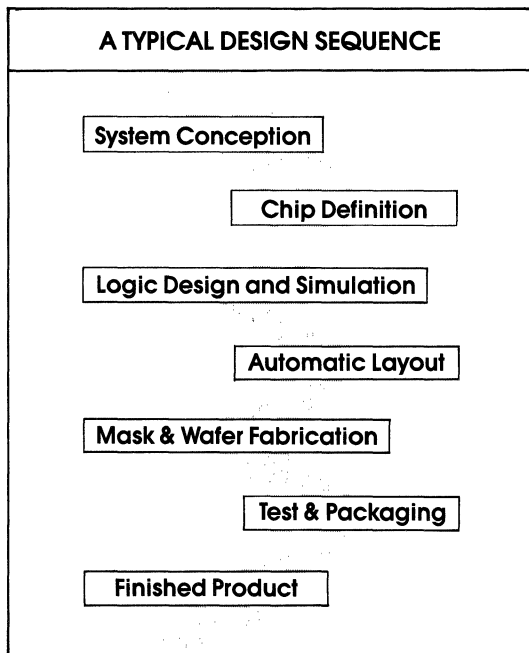 A TYPICAL DESIGN SEQUENCE
System Conception
Chip Definition
Logic Design and Simulation
Automatic Layout
Mask & Wafer Fabrication
Test & Packaging
Finished Product